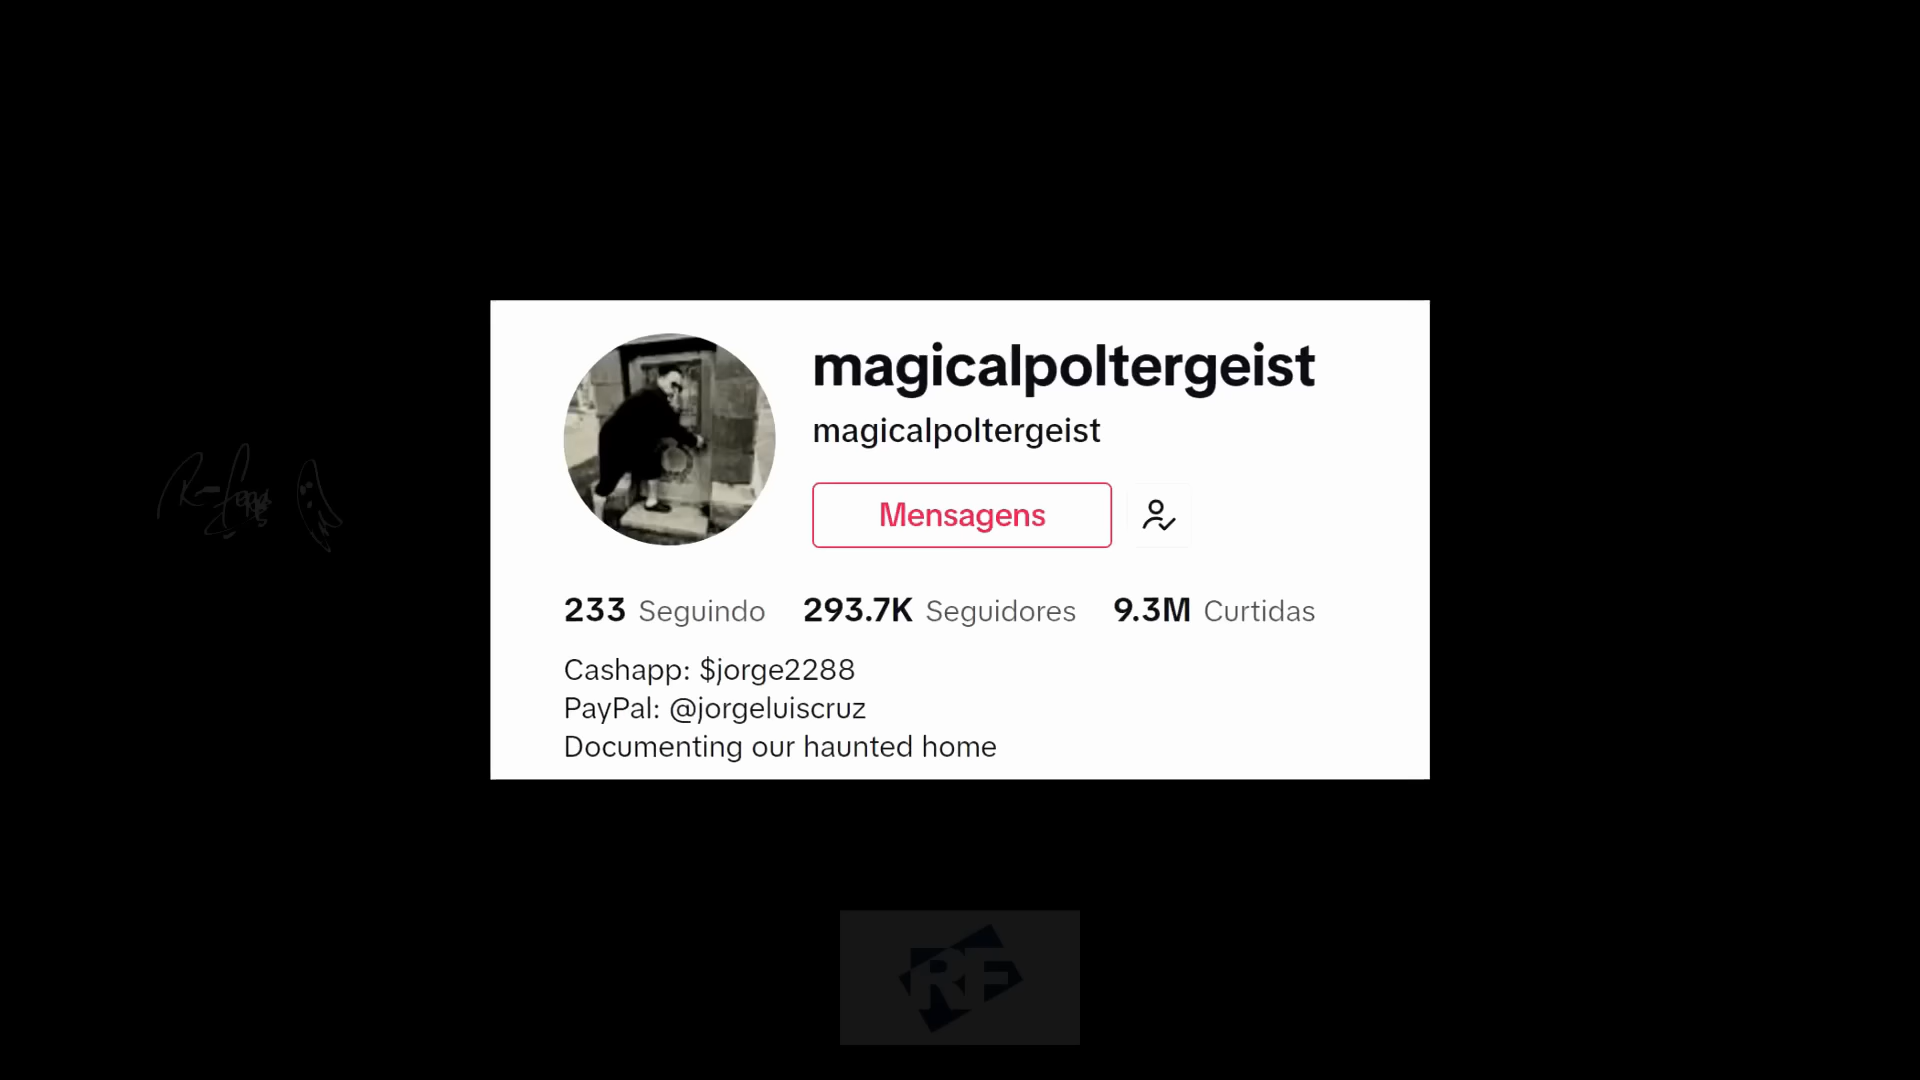 magicalpoltergeist
magicalpoltergeist
Mensagens
233 Seguindo 293.7K Seguidores 9.3M Curtidas
Cashapp: $jorge2288
PayPal: @jorgeluiscruz
Documenting our haunted home
RF